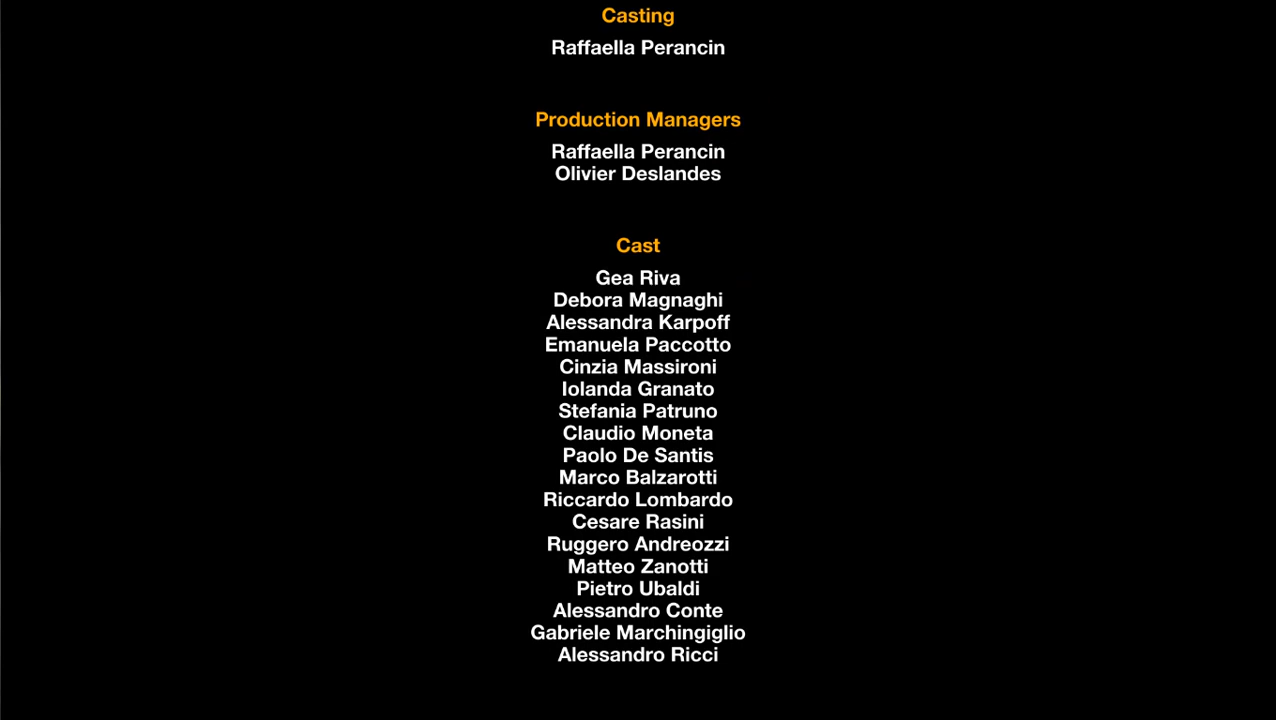 Casting
Raffaella Perancin
Production Managers
Raffaella Perancin
Olivier Deslandes
Cast
Gea Riva
Debora Magnaghi
Alessandra Karpoff
Emanuela Paccotto
Cinzia Massironi
Iolanda Granato
Stefania Patruno
Claudio Moneta
Paolo De Santis
Marco Balzarotti
Riccardo Lombardo
Cesare Rasini
Ruggero Andreozzi
Matteo Zanotti
Pietro Ubaldi
Alessandro Conte
Gabriele Marchingiglio
Alessandro Ricci